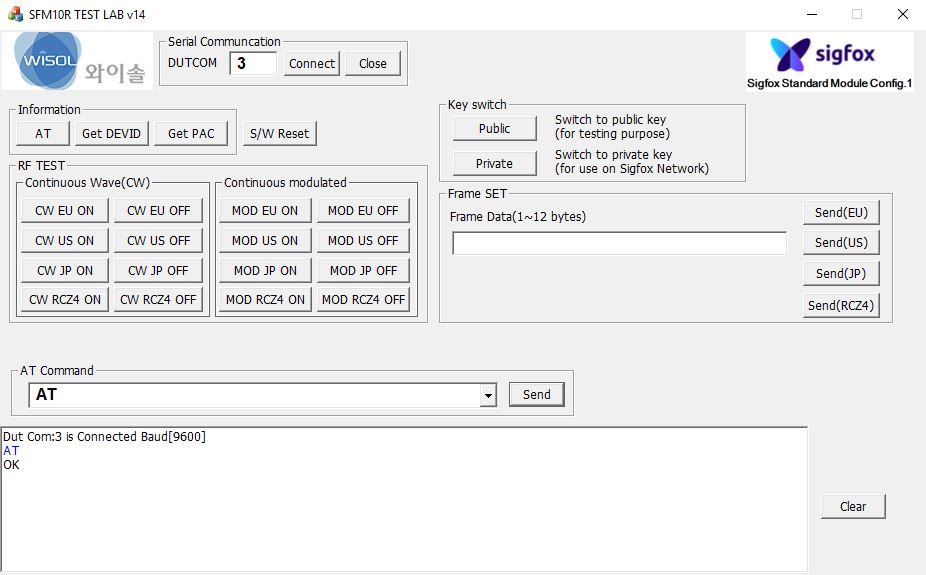 SFM10R TEST LAB v14
WISOL 와이솔
Serial Communcation
DUTCOM 3 Connect Close
sigfox
Sigfox Standard Module Config.1
Information
AT Get DEVID Get PAC S/W Reset
Key switch
Public Switch to public key
(for testing purpose)
Private Switch to private key
(for use on Sigfox Network)
RF TEST
Continuous Wave(CW) Continuous modulated
CW EU ON CW EU OFF MOD EU ON MOD EU OFF
CW US ON CW US OFF MOD US ON MOD US OFF
CW JP ON CW JP OFF MOD JP ON MOD JP OFF
CW RCZ4 ON CW RCZ4 OFF MOD RCZ4 ON MOD RCZ4 OFF
Frame SET
Frame Data(1~12 bytes)
Send(EU)
Send(US)
Send(JP)
Send(RCZ4)
AT Command
AT Send
Dut Com:3 is Connected Baud[9600]
AT
OK
Clear